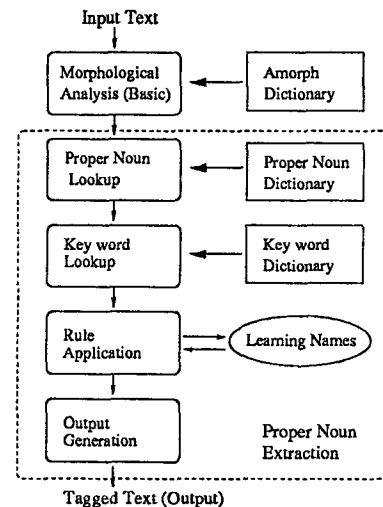 Input Text
Morphological
Analysis (Basic)
Amorph
Dictionary
Proper Noun
Lookup
Proper Noun
Dictionary
Key word
Lookup
Key word
Dictionary
Rule
Application
Learning Names
Output
Generation
Proper Noun
Extraction
Tagged Text (Output)